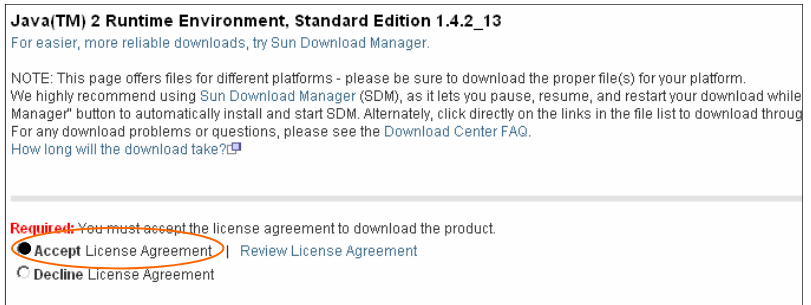 Java(TM) 2 Runtime Environment, Standard Edition 1.4.2_13
For easier, more reliable downloads, try Sun Download Manager.
NOTE: This page offers files for different platforms - please be sure to download the proper file(s) for your platform.
We highly recommend using Sun Download Manager (SDM), as it lets you pause, resume, and restart your download while
Manager" button to automatically install and start SDM. Alternately, click directly on the links in the file list to download throug
For any download problems or questions, please see the Download Center FAQ.
How long will the download take?
Required: You must accept the license agreement to download the product.
Accept License Agreement | Review License Agreement
Decline License Agreement